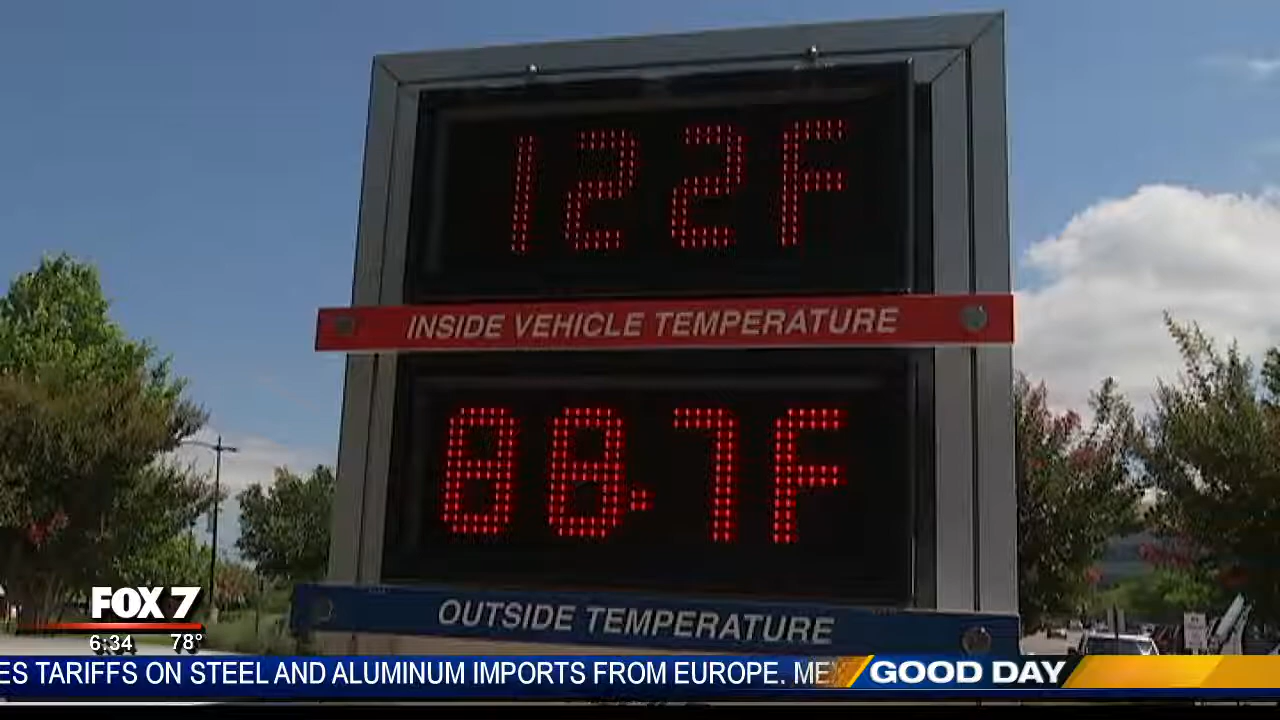 122F
INSIDE VEHICLE TEMPERATURE
88.7F
OUTSIDE TEMPERATURE
FOX 7
6:34 78°
ES TARIFFS ON STEEL AND ALUMINUM IMPORTS FROM EUROPE. ME
GOOD DAY